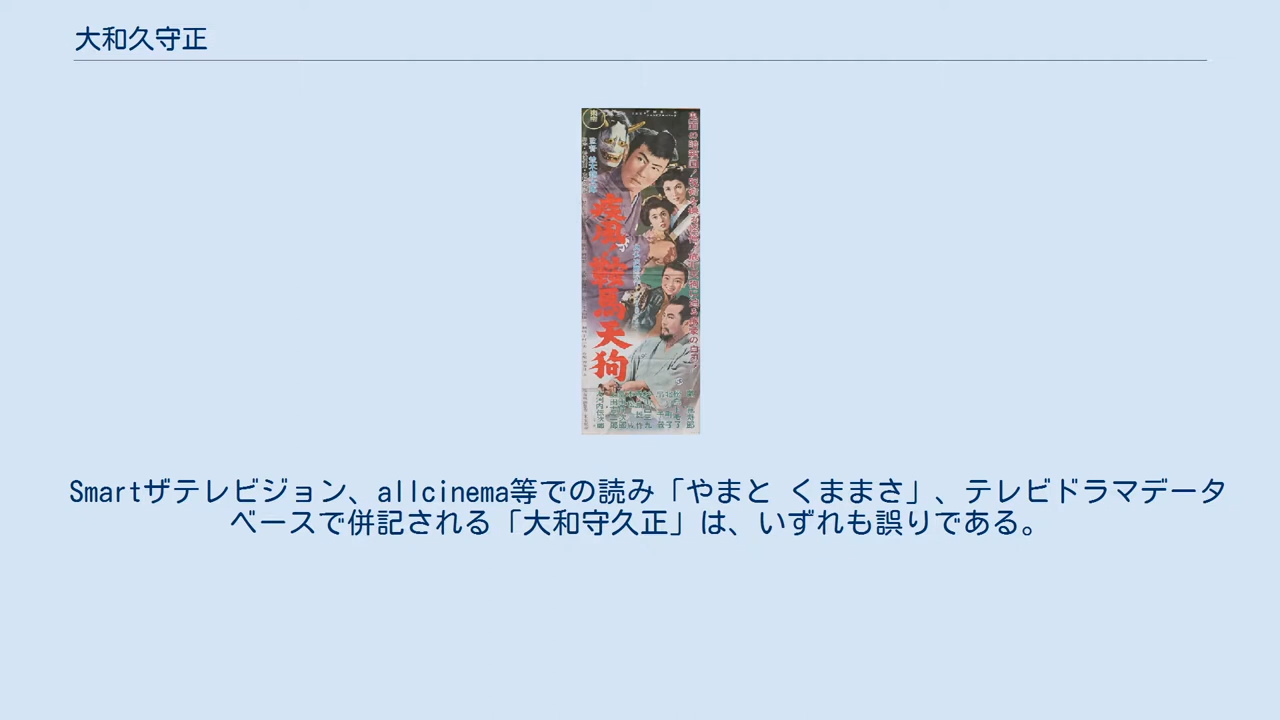 大和久守正
疾風!鞍馬天狗
Smartザテレビジョン、allcinema等での読み「やまと くままさ」、テレビドラマデータ
ベースで併記される「大和守久正」は、いずれも誤りである。